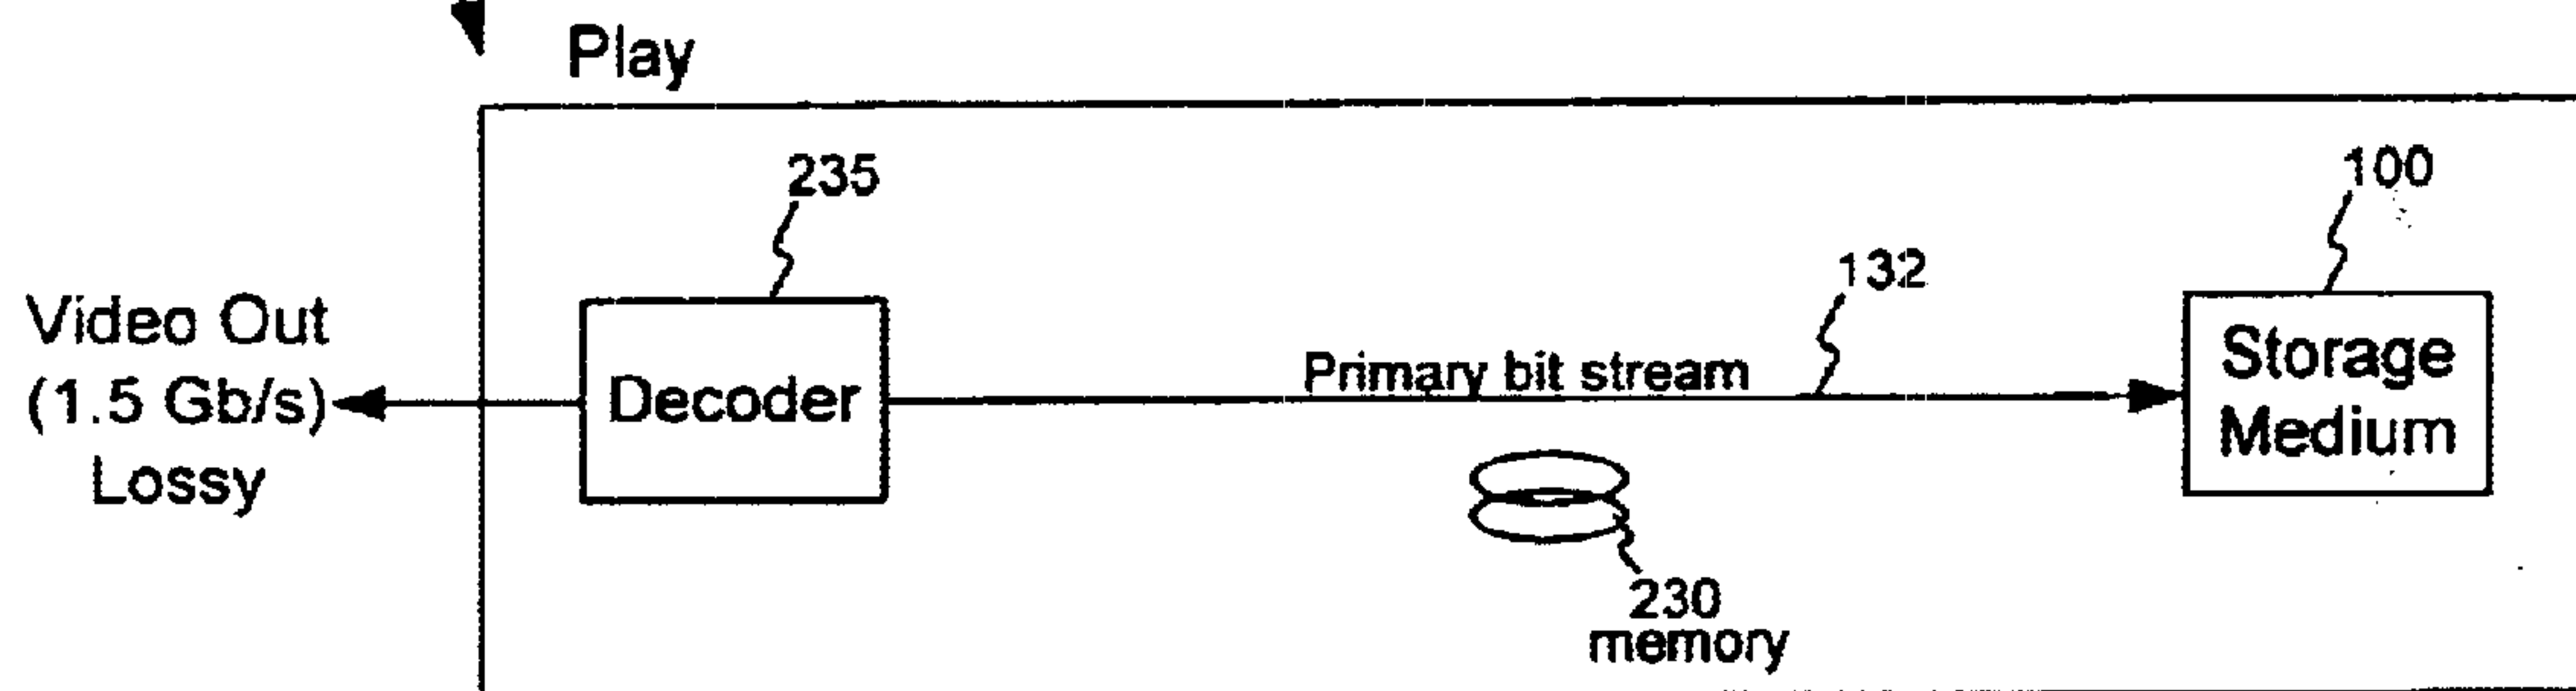 Play
235
100
132
Video Out
(1.5 Gb/s)
Lossy
Decoder
Primary bit stream
Storage
Medium
230
memory